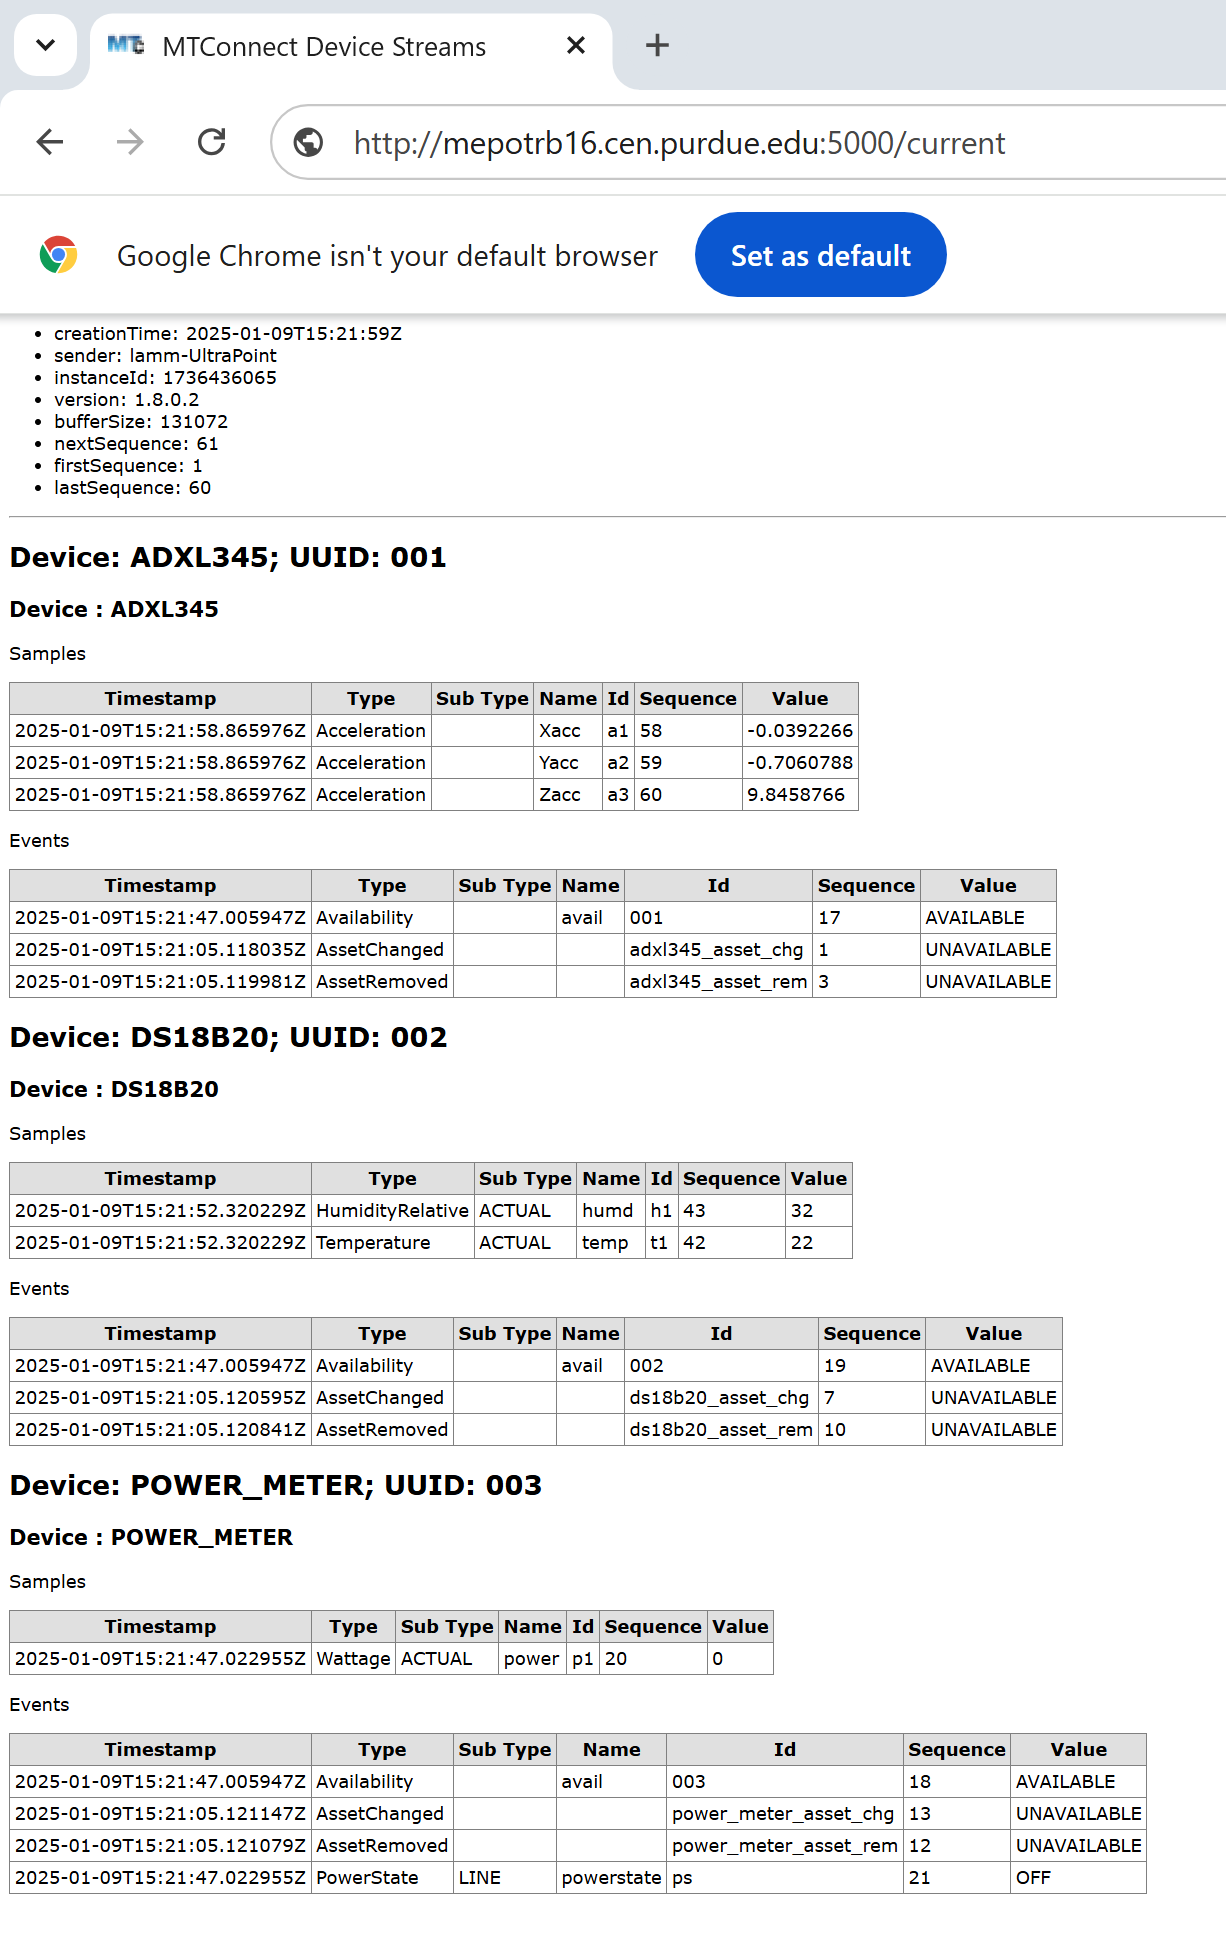 MTConnect Device Streams
http://mepotrb16.cen.purdue.edu:5000/current
Google Chrome isn't your default browser Set as default
• creationTime: 2025-01-09T15:21:59Z
• sender: lamm-UltraPoint
• instanceId: 1736436065
• version: 1.8.0.2
• bufferSize: 131072
• nextSequence: 61
• firstSequence: 1
• lastSequence: 60
Device: ADXL345; UUID: 001
Device : ADXL345
Samples
Timestamp Type Sub Type Name Id Sequence Value
2025-01-09T15:21:58.865976Z Acceleration Xacc a1 58 -0.0392266
2025-01-09T15:21:58.865976Z Acceleration Yacc a2 59 -0.7060788
2025-01-09T15:21:58.865976Z Acceleration Zacc a3 60 9.8458766
Events
Timestamp Type Sub Type Name Id Sequence Value
2025-01-09T15:21:47.005947Z Availability avail 001 17 AVAILABLE
2025-01-09T15:21:05.118035Z AssetChanged adxl345_asset_chg 1 UNAVAILABLE
2025-01-09T15:21:05.119981Z AssetRemoved adxl345_asset_rem 3 UNAVAILABLE
Device: DS18B20; UUID: 002
Device : DS18B20
Samples
Timestamp Type Sub Type Name Id Sequence Value
2025-01-09T15:21:52.320229Z HumidityRelative ACTUAL humd h1 43 32
2025-01-09T15:21:52.320229Z Temperature ACTUAL temp t1 42 22
Events
Timestamp Type Sub Type Name Id Sequence Value
2025-01-09T15:21:47.005947Z Availability avail 002 19 AVAILABLE
2025-01-09T15:21:05.120595Z AssetChanged ds18b20_asset_chg 7 UNAVAILABLE
2025-01-09T15:21:05.120841Z AssetRemoved ds18b20_asset_rem 10 UNAVAILABLE
Device: POWER_METER; UUID: 003
Device : POWER_METER
Samples
Timestamp Type Sub Type Name Id Sequence Value
2025-01-09T15:21:47.022955Z Wattage ACTUAL power p1 20 0
Events
Timestamp Type Sub Type Name Id Sequence Value
2025-01-09T15:21:47.005947Z Availability avail 003 18 AVAILABLE
2025-01-09T15:21:05.121147Z AssetChanged power_meter_asset_chg 13 UNAVAILABLE
2025-01-09T15:21:05.121079Z AssetRemoved power_meter_asset_rem 12 UNAVAILABLE
2025-01-09T15:21:47.022955Z PowerState LINE powerstate ps 21 OFF